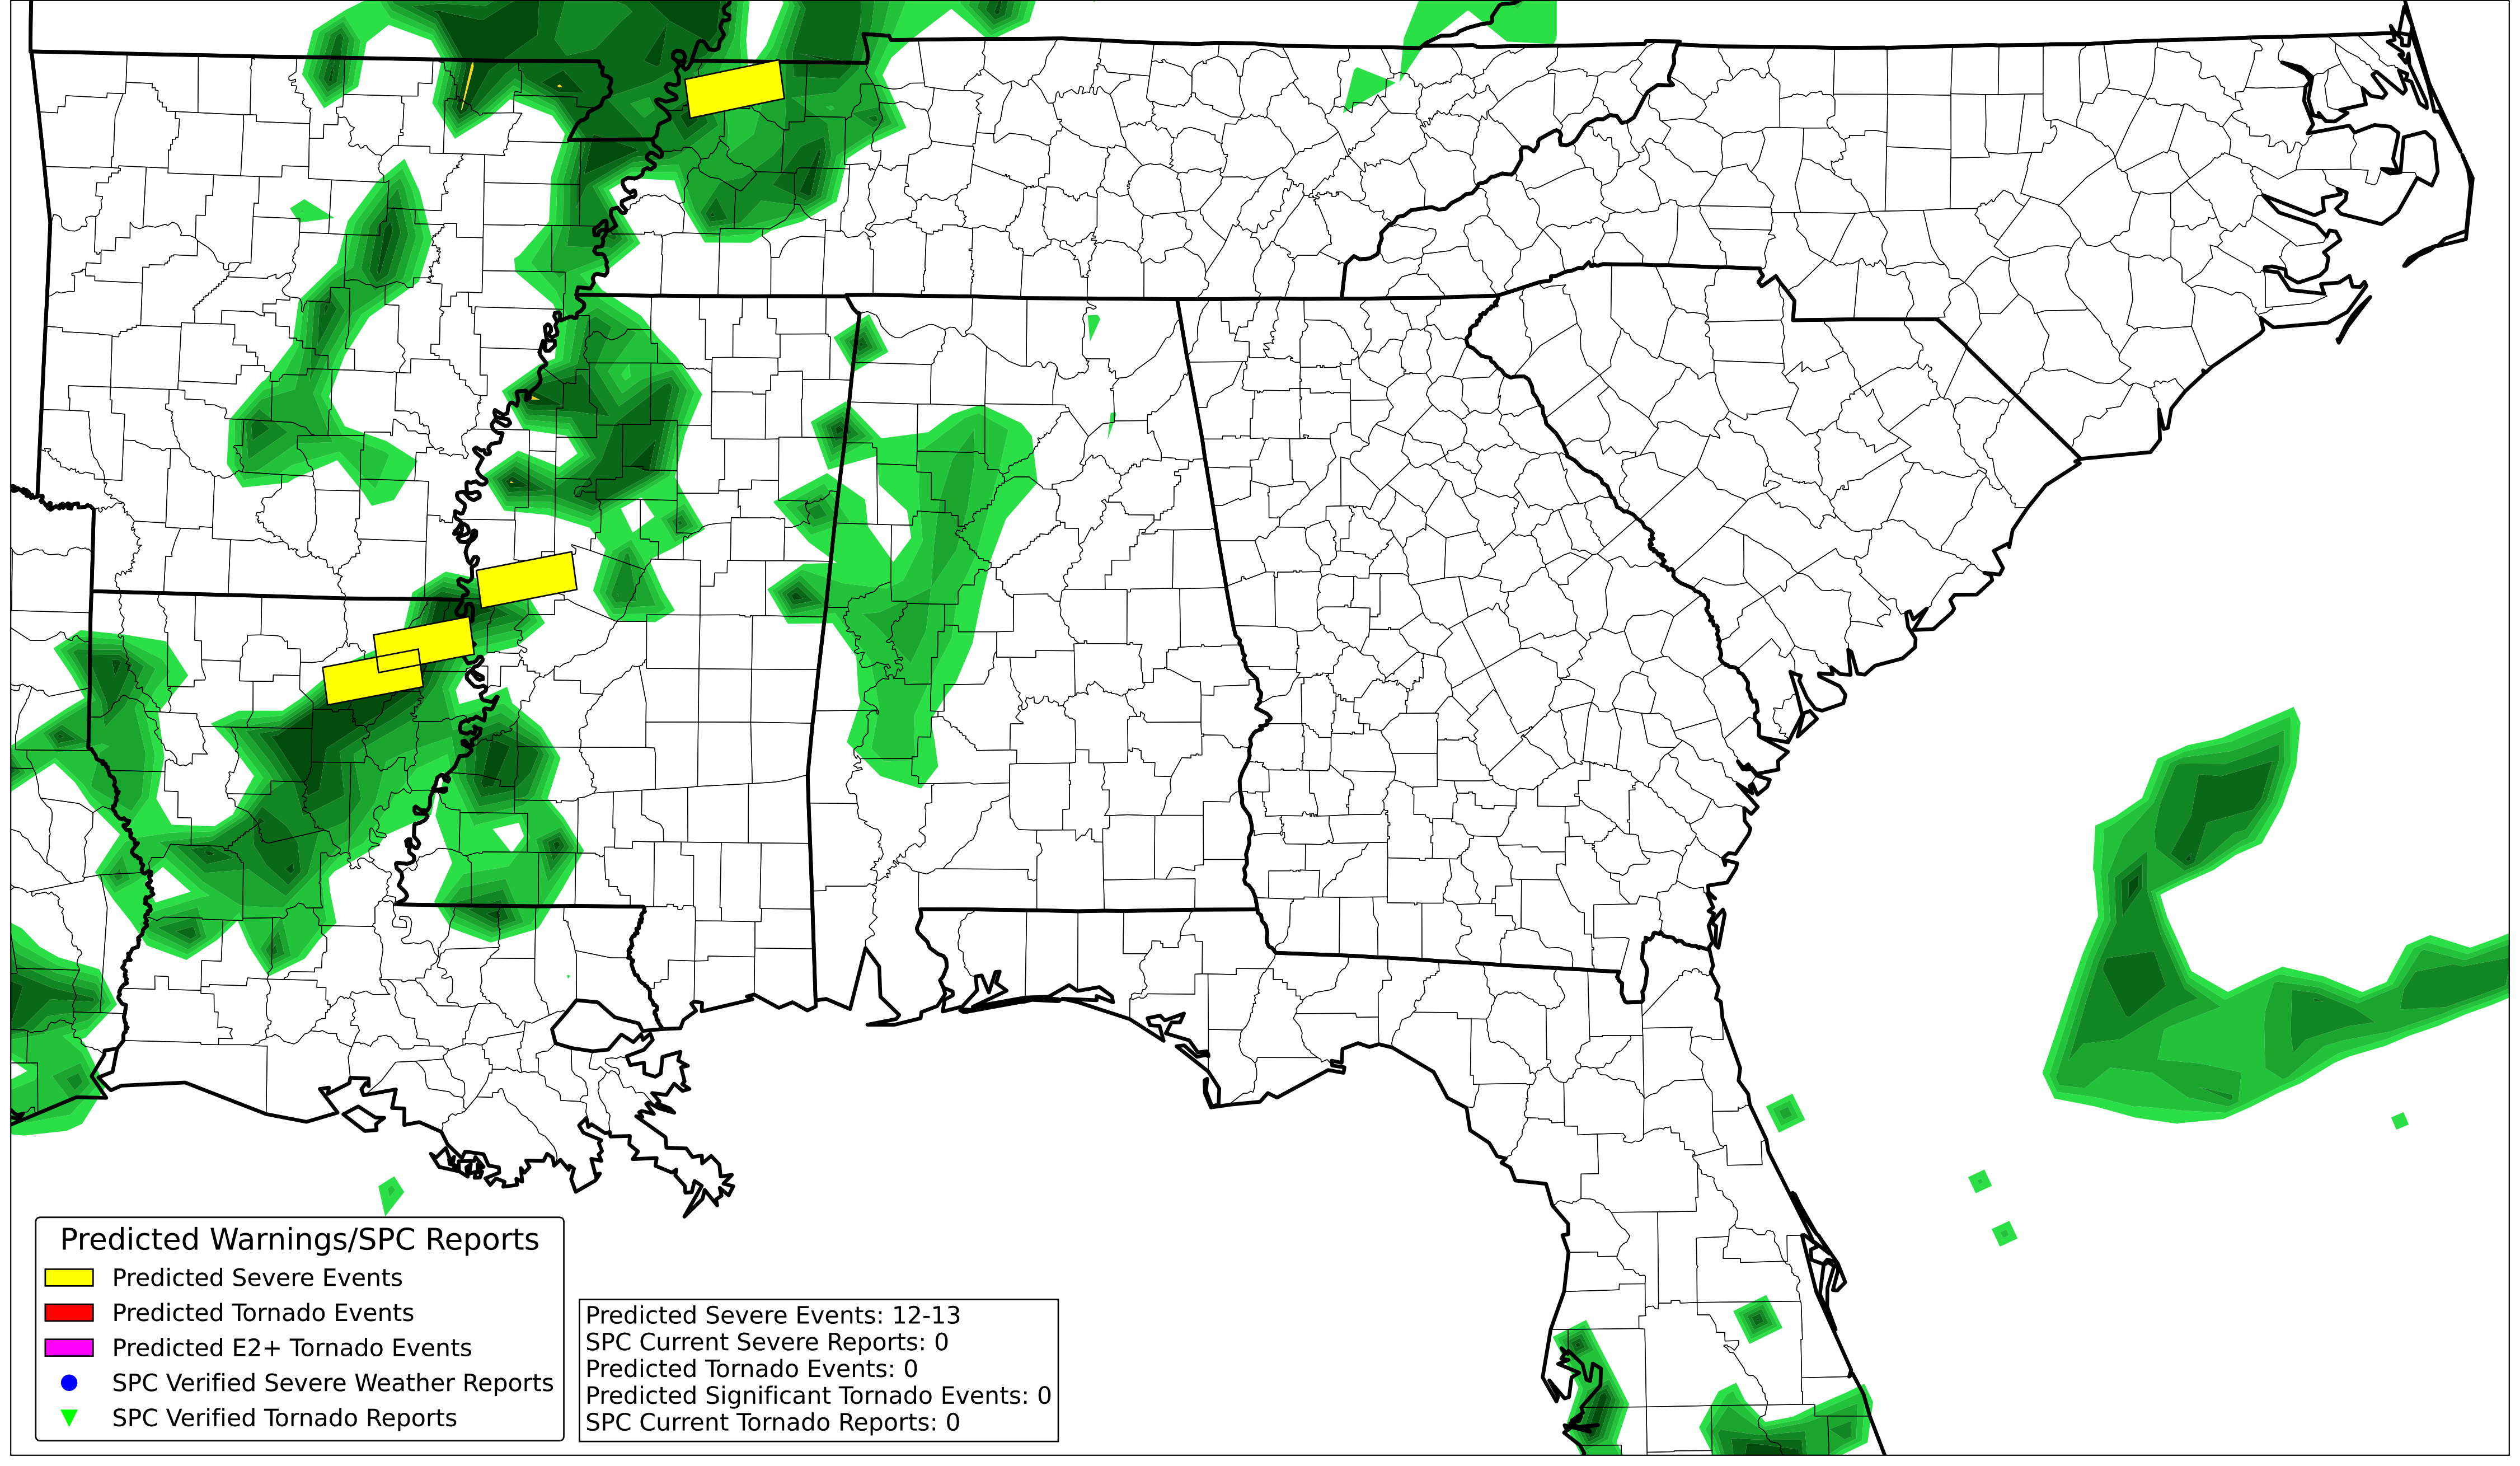 Predicted Warnings/SPC Reports
Predicted Severe Events
Predicted Tornado Events
Predicted E2+ Tornado Events
SPC Verified Severe Weather Reports
SPC Verified Tornado Reports
Predicted Severe Events: 12-13
SPC Current Severe Reports: 0
Predicted Tornado Events: 0
Predicted Significant Tornado Events: 0
SPC Current Tornado Reports: 0